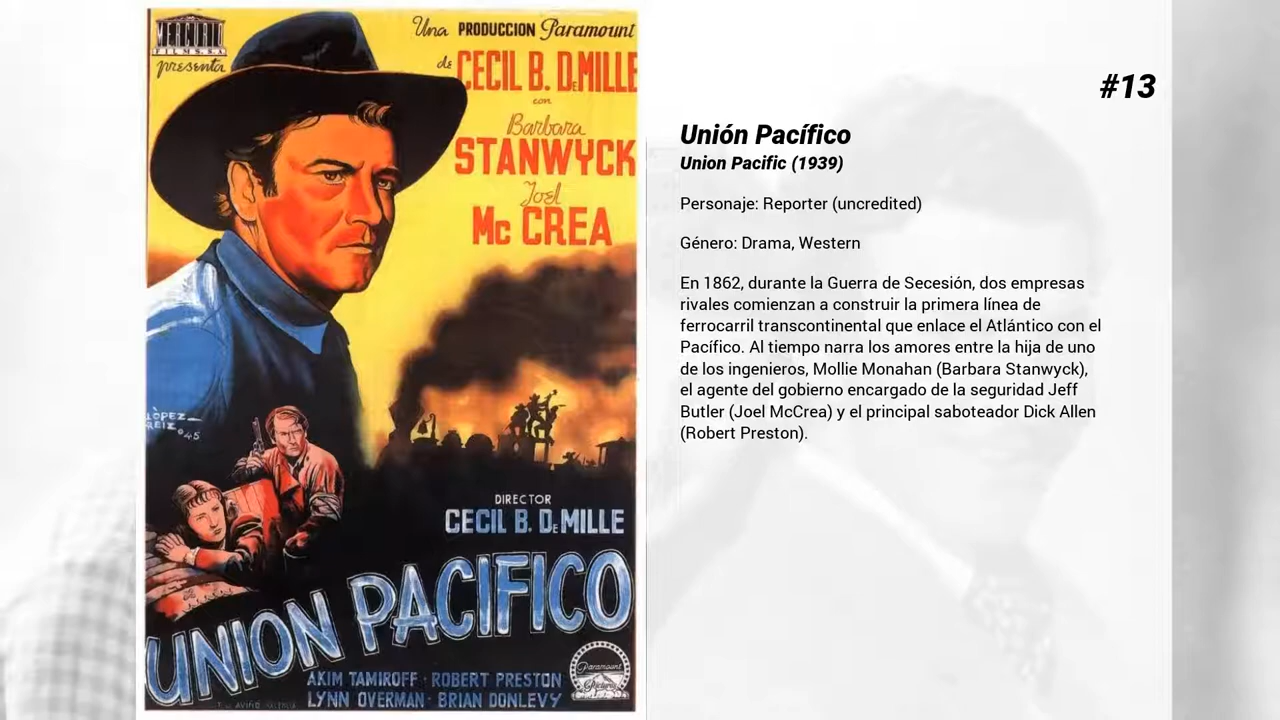 MERCURIO
FILMS, S.A.
presenta
Una PRODUCCION Paramount
de CECIL B. DeMILLE
con
Barbara
STANWYCK
Joel
Mc CREA
LÒPEZ
REIZ 45
DIRECTOR
CECIL B. DeMILLE
UNION PACIFICO
AKIM TAMIROFF · ROBERT PRESTON
LYNN OVERMAN · BRIAN DONLEVY
Paramount
#13
Unión Pacífico
Union Pacific (1939)
Personaje: Reporter (uncredited)
Género: Drama, Western
En 1862, durante la Guerra de Secesión, dos empresas
rivales comienzan a construir la primera línea de
ferrocarril transcontinental que enlace el Atlántico con el
Pacífico. Al tiempo narra los amores entre la hija de uno
de los ingenieros, Mollie Monahan (Barbara Stanwyck),
el agente del gobierno encargado de la seguridad Jeff
Butler (Joel McCrea) y el principal saboteador Dick Allen
(Robert Preston).